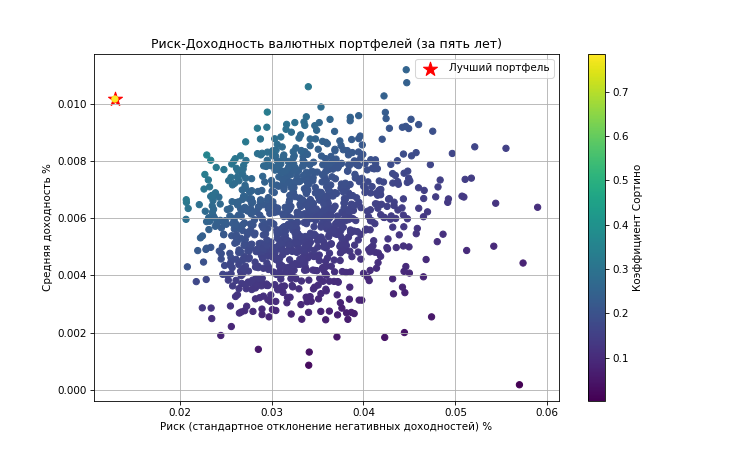 Риск-Доходность валютных портфелей (за пять лет)
Лучший портфель
Средняя доходность %
0.010
0.008
0.006
0.004
0.002
0.000
0.02 0.03 0.04 0.05 0.06
Риск (стандартное отклонение негативных доходностей) %
0.7
0.6
0.5
0.4
0.3
0.2
0.1
Коэффициент Сортино